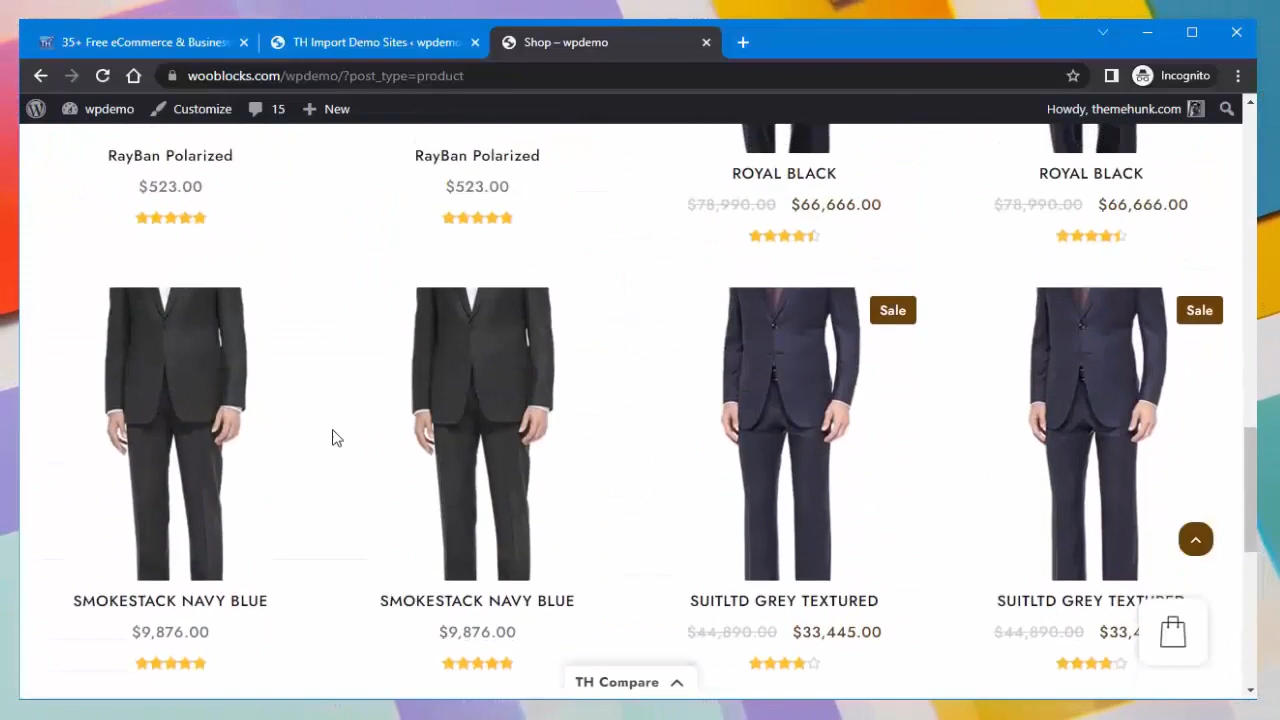 35+ Free eCommerce & Busines
TH Import Demo Sites ‹ wpdemo
Shop – wpdemo
wooblocks.com/wpdemo/?post_type=product
Incognito
wpdemo
Customize
15
New
Howdy, themehunk.com
RayBan Polarized
$523.00
RayBan Polarized
$523.00
ROYAL BLACK
$78,990.00 $66,666.00
ROYAL BLACK
$78,990.00 $66,666.00
Sale
Sale
SMOKESTACK NAVY BLUE
$9,876.00
SMOKESTACK NAVY BLUE
$9,876.00
SUITLTD GREY TEXTURED
$44,890.00 $33,445.00
SUITLTD GREY TEXTURED
$44,890.00 $33,4
TH Compare